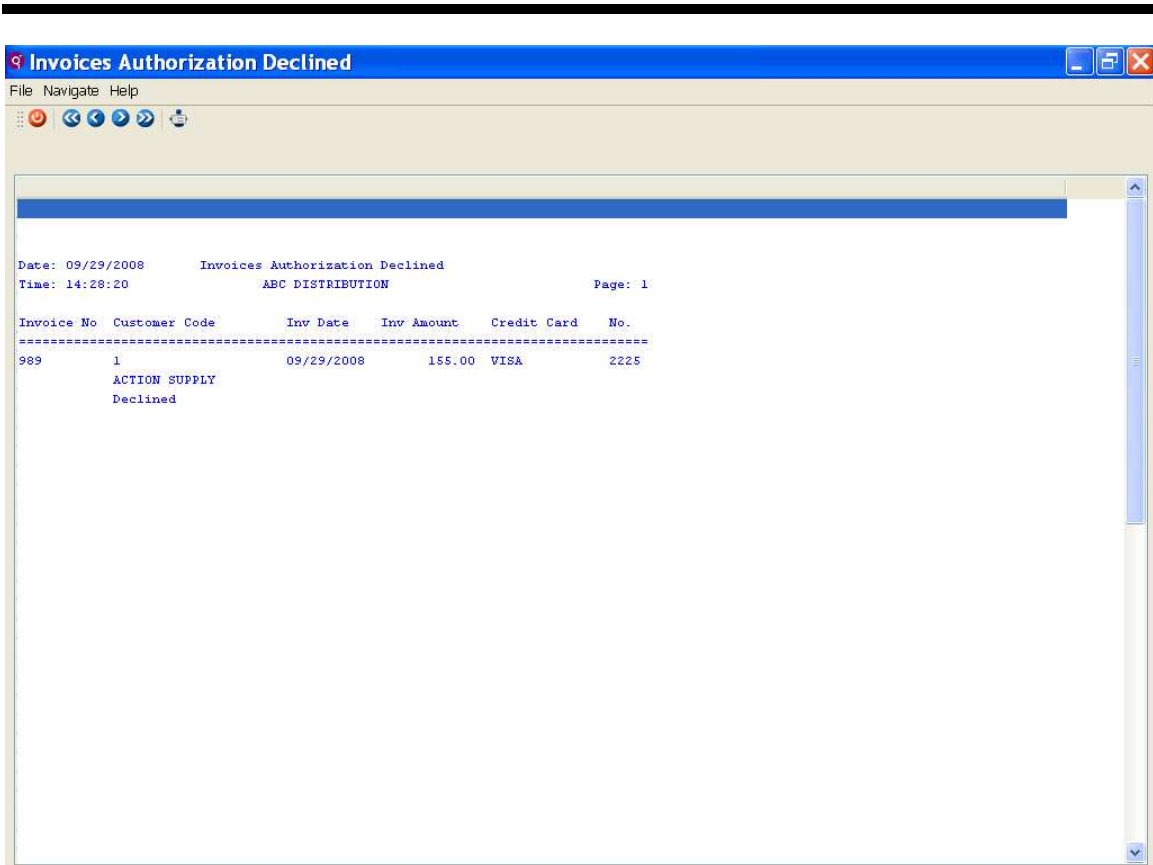 Invoices Authorization Declined
File Navigate Help
Date: 09/29/2008 Invoices Authorization Declined
Time: 14:28:20 ABC DISTRIBUTION Page: 1
Invoice No Customer Code Inv Date Inv Amount Credit Card No.
================================================================================
989 1 09/29/2008 155.00 VISA 2225
ACTION SUPPLY
Declined